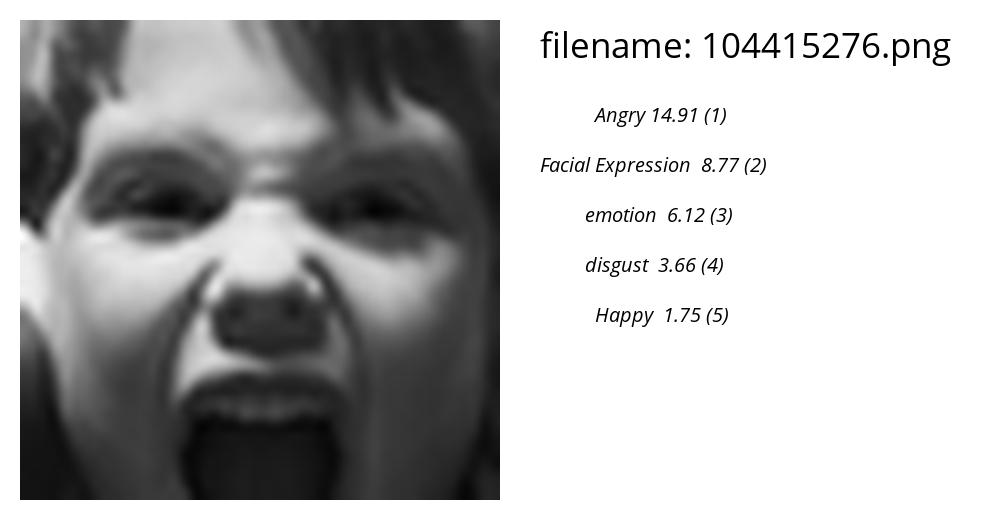 filename: 104415276.png
Angry 14.91 (1)
Facial Expression 8.77 (2)
emotion 6.12 (3)
disgust 3.66 (4)
Happy 1.75 (5)